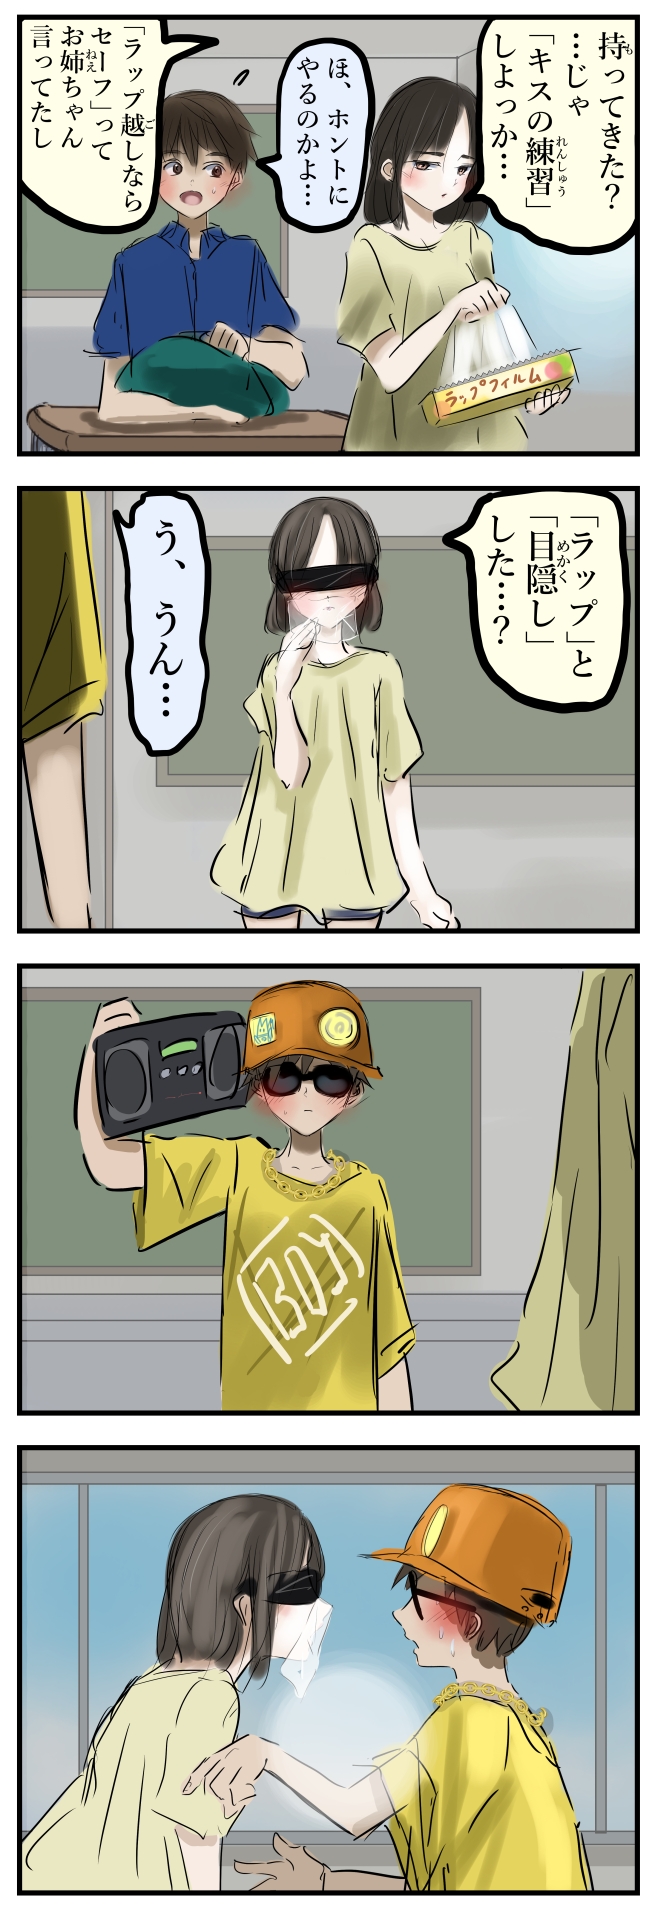 持ってきた?
…じゃ
「キスの練習」
しよっか…
ほ、ホントに
やるのかよ…
「ラップ越しなら
セーフ」って
お姉ちゃん
言ってたし
ラップフィルム
「ラップ」と
「目隠し」
した…?
う、うん…
BOY